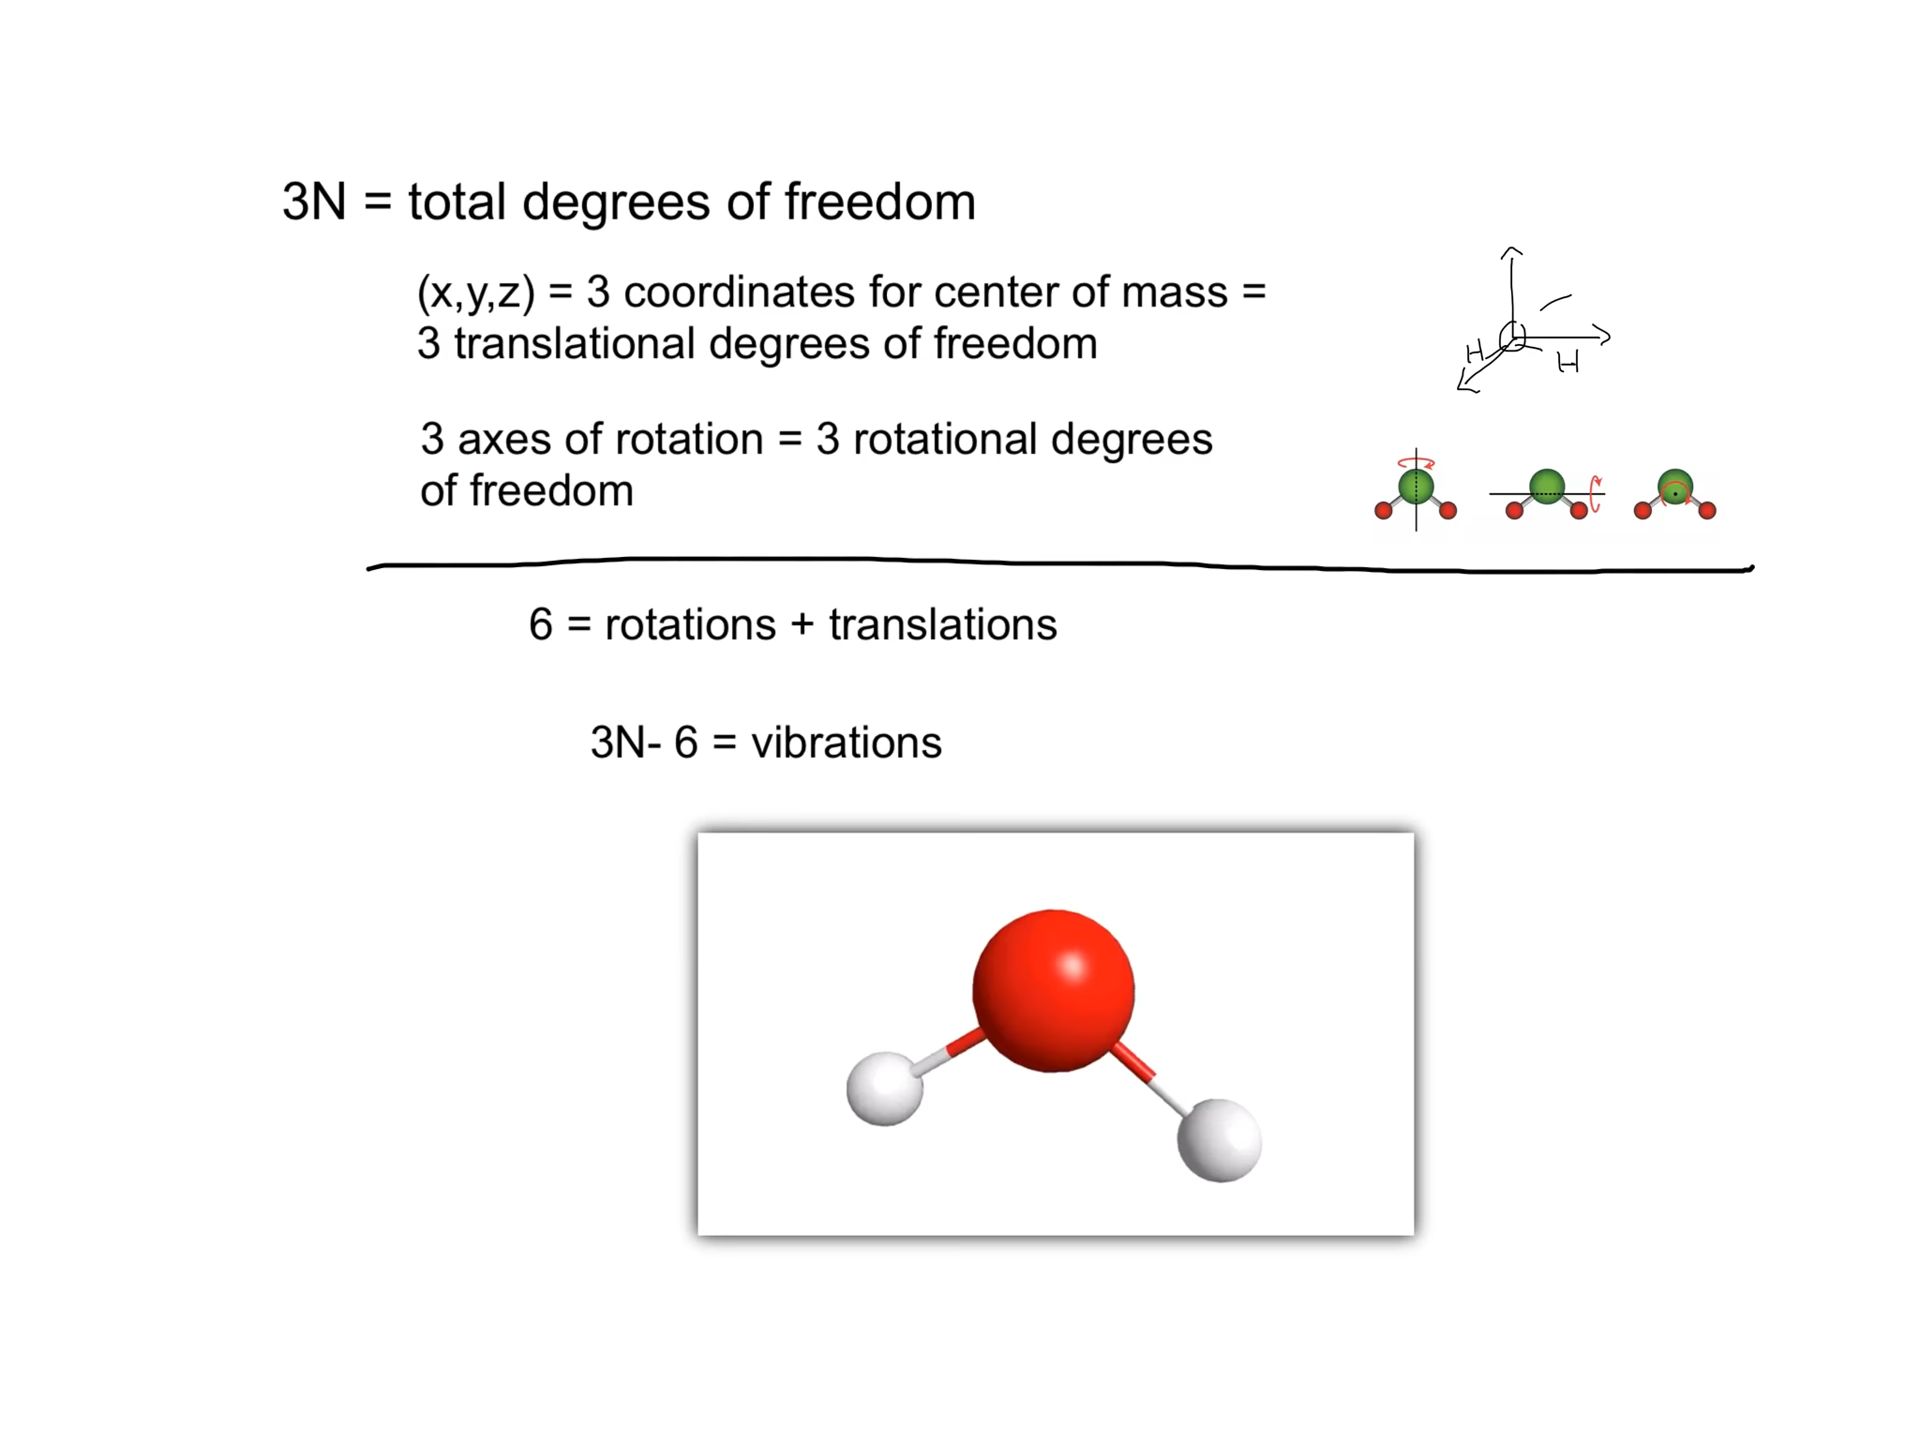 3N = total degrees of freedom
(x,y,z) = 3 coordinates for center of mass =
3 translational degrees of freedom
H
H
3 axes of rotation = 3 rotational degrees
of freedom
6 = rotations + translations
3N- 6 = vibrations